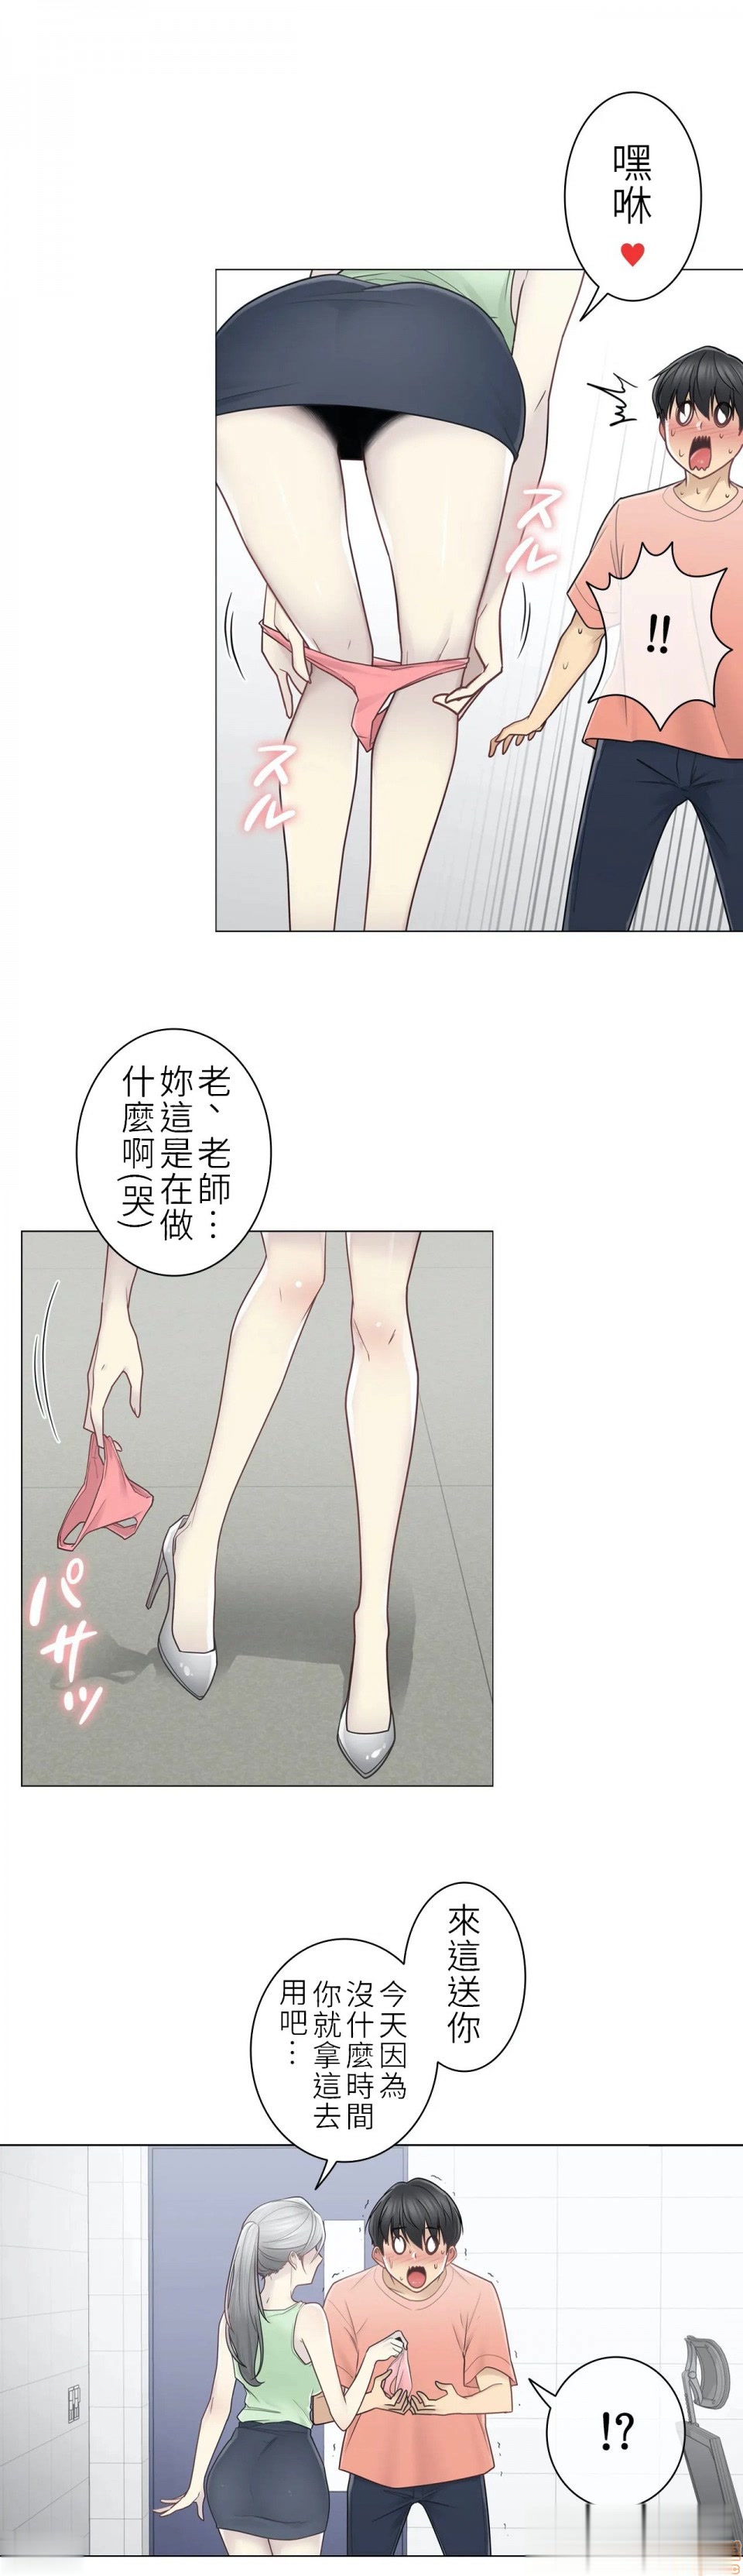 嘿咻♥
スル
!!
スル
老、老師…
妳這是在做
什麼啊(哭)
パサッ
來這送你
今天因為
沒什麼時間
你就拿這去
用吧…
!?